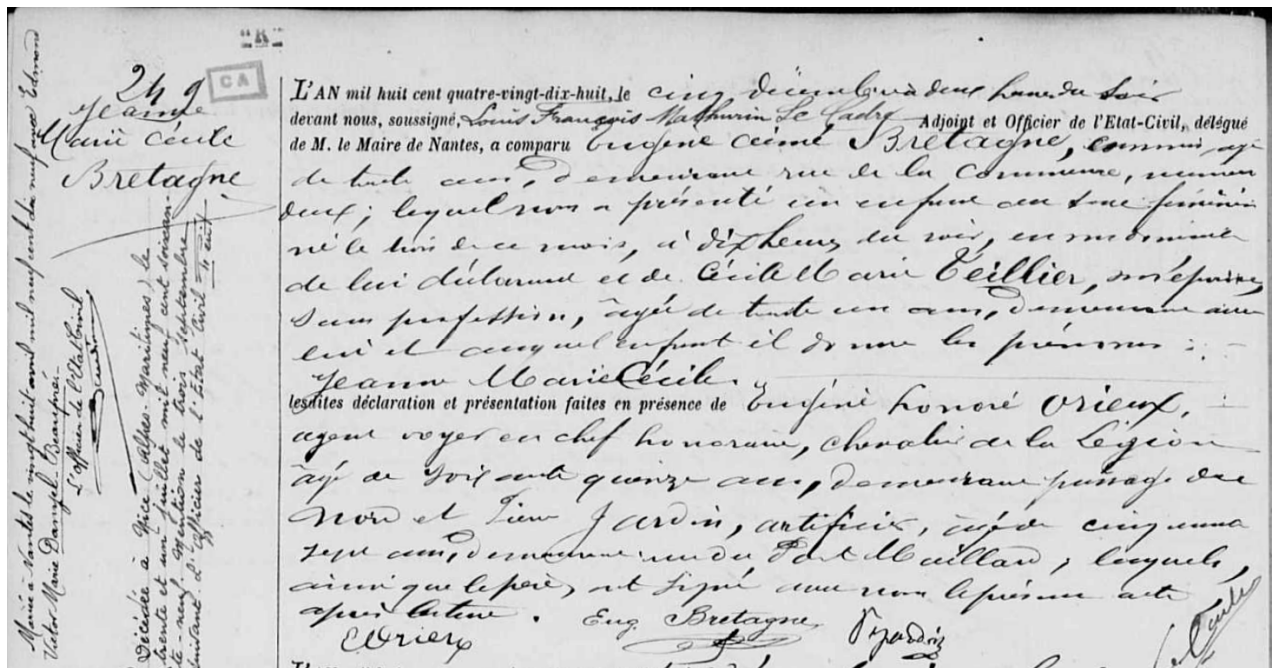 "R"
CA
249
Jeanne
Marie Cécile
Bretagne
Marié à Nantes le vingt huit avril mil neuf cent dix neuf avec Edmond
Victor Marie Danyel Beaupré.-
L'officier de l'Etat Civil
Décédée à Nice (Alpes-Maritimes) le
trente et un juillet mil neuf cent soixan
te-neuf Mention le trois septembre
L'Officier de l'Etat Civil
L'AN mil huit cent quatre-vingt-dix-huit, le cinq décembre à deux heures du soir
devant nous, soussigné, Louis François Mathurin Le Cadre Adjoint et Officier de l'Etat-Civil, délégué
de M. le Maire de Nantes, a comparu Eugène Aimé Bretagne, commis, agé
de trente ans, demeurant rue de la Commune, numéro
deux; lequel nous a présenté un enfant du sexe féminin
né le trois de ce mois, à dix heures du soir, en sa demeure
de lui déclarant et de Cécile Marie Teillier, son épouse,
sans profession, âgée de trente un ans, demeurant avec
lui et auquel enfant il donne les prénoms :
Jeanne Marie Cécile.
lesdites déclaration et présentation faites en présence de Eugène honoré Orieux,
agent voyer en chef honoraire, chevalier de la Légion
âgé de soixante quinze ans, demeurant passage du
Nord et Pierre Jardin, artificier, âgé de cinquante
sept ans, demeurant rue du Port Maillard; lesquels,
ainsi que le père, ont signé avec nous le présent acte
après lecture. Eug Bretagne
EOrieux
P Jardin
Le Cadre
L'AN